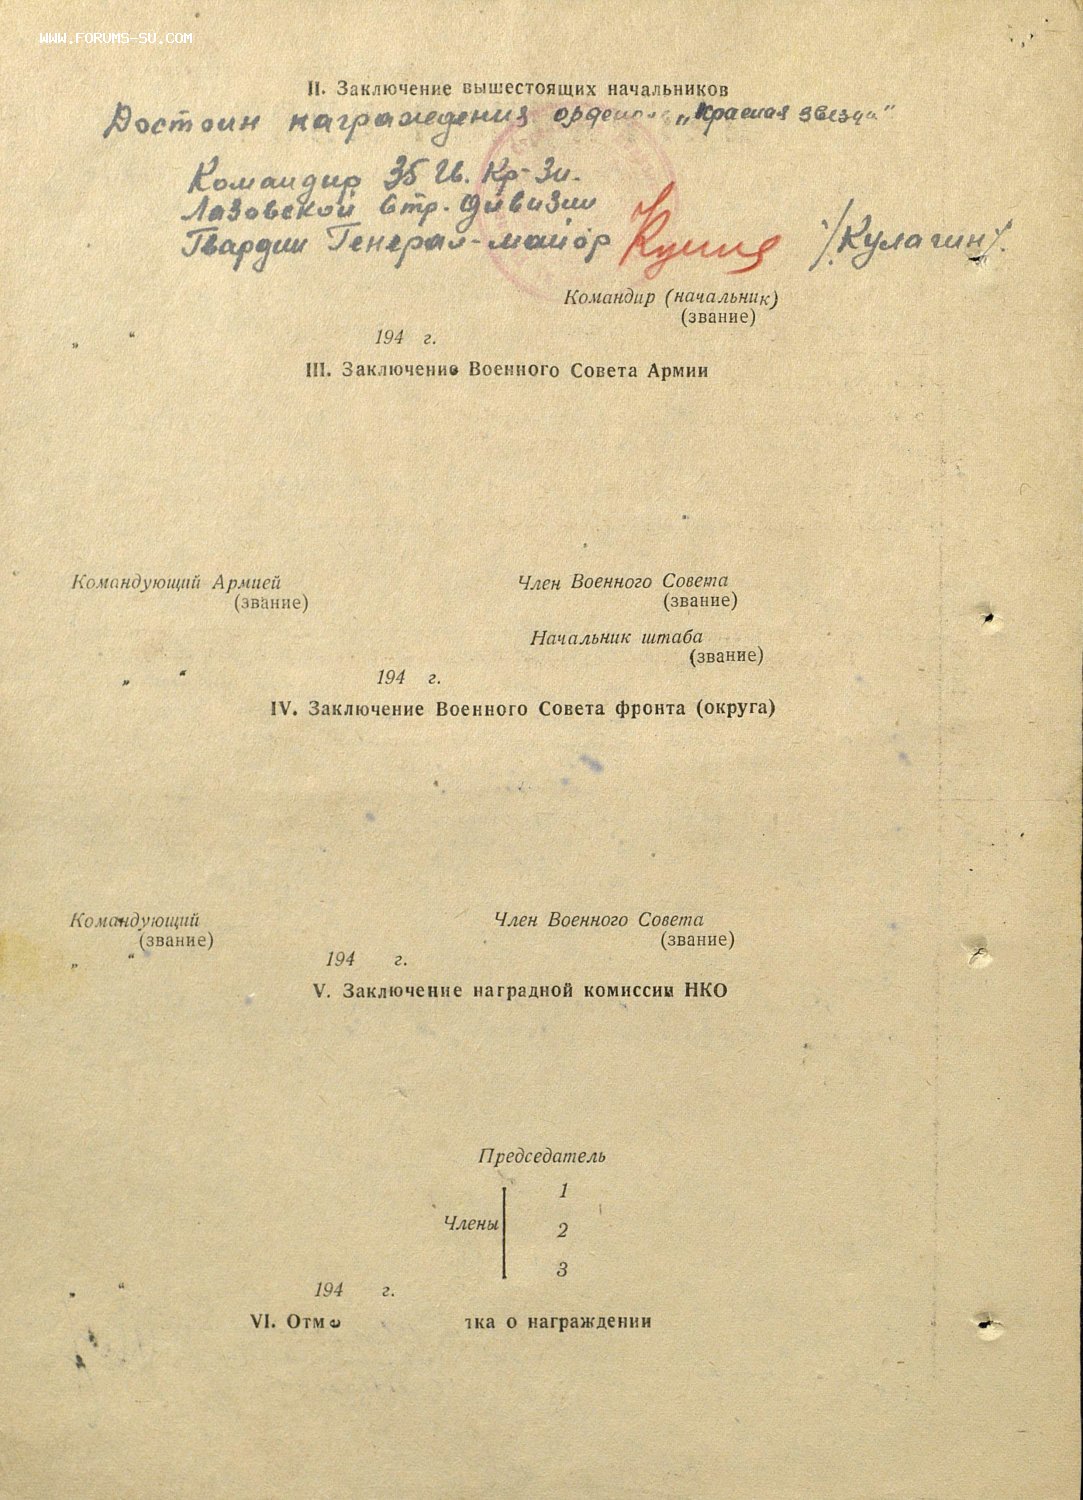 WWW.FORUMS-SU.COM
II. Заключение вышестоящих начальников
Достоин награждения орденом „Красная звезда“
Командир 35 Гв. Кр-Зн.
Лозовской Стр. дивизии
Гвардии Генерал-майор /Кулагин/.
Командир (начальник)
(звание)
„ “ 194 г.
III. Заключение Военного Совета Армии
Командующий Армией Член Военного Совета
(звание) (звание)
Начальник штаба
(звание)
„ “ 194 г.
IV. Заключение Военного Совета фронта (округа)
Командующий Член Военного Совета
(звание) (звание)
„ “ 194 г.
V. Заключение наградной комиссии НКО
Председатель
1
Члены 2
3
„ “ 194 г.
VI. Отм ка о награждении